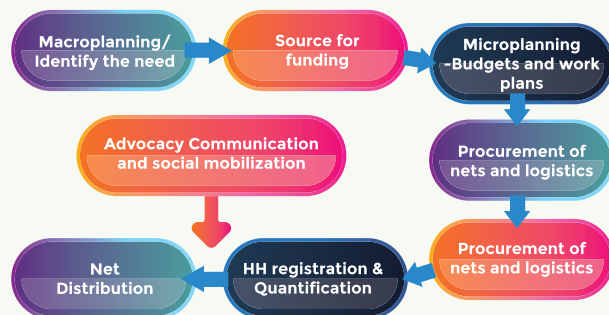 Macroplanning/
Identify the need
Source for
funding
Microplanning
-Budgets and work
plans
Advocacy Communication
and social mobilization
Procurement of
nets and logistics
Procurement of
nets and logistics
HH registration &
Quantification
Net
Distribution